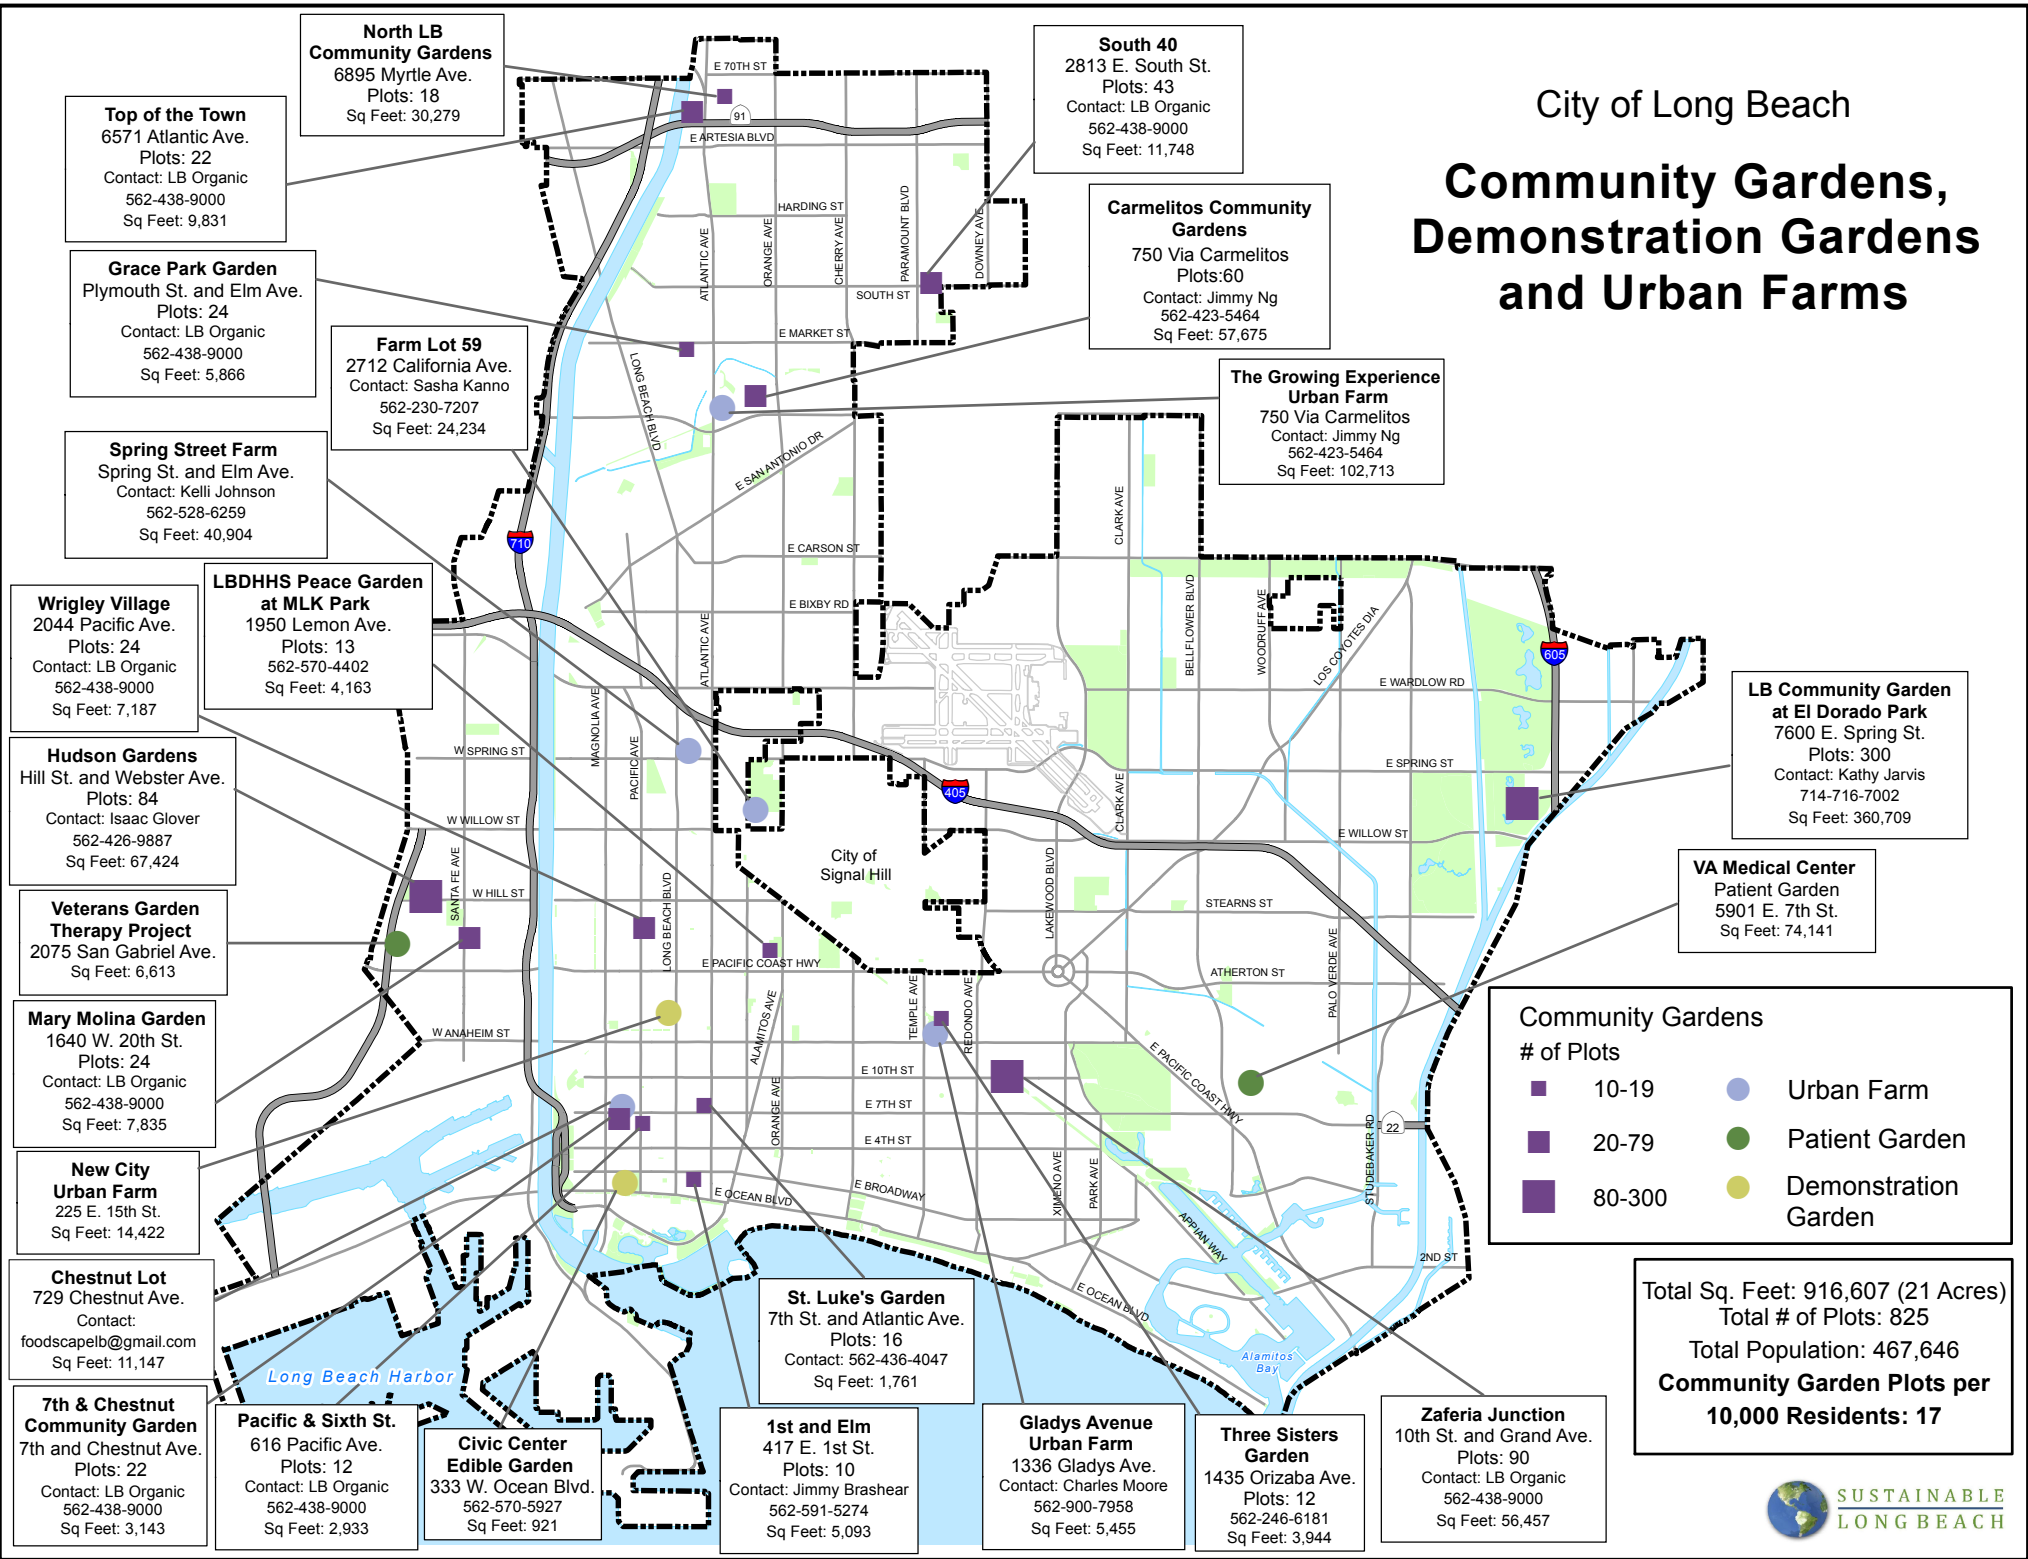 City of Long Beach
Community Gardens,
Demonstration Gardens
and Urban Farms
North LB
Community Gardens
6895 Myrtle Ave.
Plots: 18
Sq Feet: 30,279
South 40
2813 E. South St.
Plots: 43
Contact: LB Organic
562-438-9000
Sq Feet: 11,748
Top of the Town
6571 Atlantic Ave.
Plots: 22
Contact: LB Organic
562-438-9000
Sq Feet: 9,831
Carmelitos Community
Gardens
750 Via Carmelitos
Plots:60
Contact: Jimmy Ng
562-423-5464
Sq Feet: 57,675
Grace Park Garden
Plymouth St. and Elm Ave.
Plots: 24
Contact: LB Organic
562-438-9000
Sq Feet: 5,866
Farm Lot 59
2712 California Ave.
Contact: Sasha Kanno
562-230-7207
Sq Feet: 24,234
The Growing Experience
Urban Farm
750 Via Carmelitos
Contact: Jimmy Ng
562-423-5464
Sq Feet: 102,713
Spring Street Farm
Spring St. and Elm Ave.
Contact: Kelli Johnson
562-528-6259
Sq Feet: 40,904
LBDHHS Peace Garden
at MLK Park
1950 Lemon Ave.
Plots: 13
562-570-4402
Sq Feet: 4,163
Wrigley Village
2044 Pacific Ave.
Plots: 24
Contact: LB Organic
562-438-9000
Sq Feet: 7,187
LB Community Garden
at El Dorado Park
7600 E. Spring St.
Plots: 300
Contact: Kathy Jarvis
714-716-7002
Sq Feet: 360,709
Hudson Gardens
Hill St. and Webster Ave.
Plots: 84
Contact: Isaac Glover
562-426-9887
Sq Feet: 67,424
VA Medical Center
Patient Garden
5901 E. 7th St.
Sq Feet: 74,141
Veterans Garden
Therapy Project
2075 San Gabriel Ave.
Sq Feet: 6,613
Mary Molina Garden
1640 W. 20th St.
Plots: 24
Contact: LB Organic
562-438-9000
Sq Feet: 7,835
New City
Urban Farm
225 E. 15th St.
Sq Feet: 14,422
Chestnut Lot
729 Chestnut Ave.
Contact:
foodscapelb@gmail.com
Sq Feet: 11,147
7th & Chestnut
Community Garden
7th and Chestnut Ave.
Plots: 22
Contact: LB Organic
562-438-9000
Sq Feet: 3,143
Pacific & Sixth St.
616 Pacific Ave.
Plots: 12
Contact: LB Organic
562-438-9000
Sq Feet: 2,933
Civic Center
Edible Garden
333 W. Ocean Blvd.
562-570-5927
Sq Feet: 921
St. Luke's Garden
7th St. and Atlantic Ave.
Plots: 16
Contact: 562-436-4047
Sq Feet: 1,761
1st and Elm
417 E. 1st St.
Plots: 10
Contact: Jimmy Brashear
562-591-5274
Sq Feet: 5,093
Gladys Avenue
Urban Farm
1336 Gladys Ave.
Contact: Charles Moore
562-900-7958
Sq Feet: 5,455
Three Sisters
Garden
1435 Orizaba Ave.
Plots: 12
562-246-6181
Sq Feet: 3,944
Zaferia Junction
10th St. and Grand Ave.
Plots: 90
Contact: LB Organic
562-438-9000
Sq Feet: 56,457
E 70TH ST
91
E ARTESIA BLVD
HARDING ST
ATLANTIC AVE
ORANGE AVE
CHERRY AVE
PARAMOUNT BLVD
DOWNEY AVE
SOUTH ST
E MARKET ST
LONG BEACH BLVD
E SAN ANTONIO DR
710
E CARSON ST
CLARK AVE
E BIXBY RD
BELLFLOWER BLVD
WOODRUFF AVE
LOS COYOTES DIA
605
ATLANTIC AVE
E WARDLOW RD
MAGNOLIA AVE
PACIFIC AVE
W SPRING ST
E SPRING ST
405
CLARK AVE
W WILLOW ST
E WILLOW ST
City of
Signal Hill
SANTA FE AVE
W HILL ST
LONG BEACH BLVD
LAKEWOOD BLVD
STEARNS ST
E PACIFIC COAST HWY
ATHERTON ST
PALO VERDE AVE
TEMPLE AVE
REDONDO AVE
ALAMITOS AVE
W ANAHEIM ST
E PACIFIC COAST HWY
E 10TH ST
E 7TH ST
ORANGE AVE
E 4TH ST
22
STUDEBAKER RD
XIMENO AVE
PARK AVE
E BROADWAY
E OCEAN BLVD
APPIAN WAY
2ND ST
E OCEAN BLVD
Alamitos
Bay
Long Beach Harbor
Community Gardens
# of Plots
10-19
20-79
80-300
Urban Farm
Patient Garden
Demonstration
Garden
Total Sq. Feet: 916,607 (21 Acres)
Total # of Plots: 825
Total Population: 467,646
Community Garden Plots per
10,000 Residents: 17
SUSTAINABLE
LONG BEACH